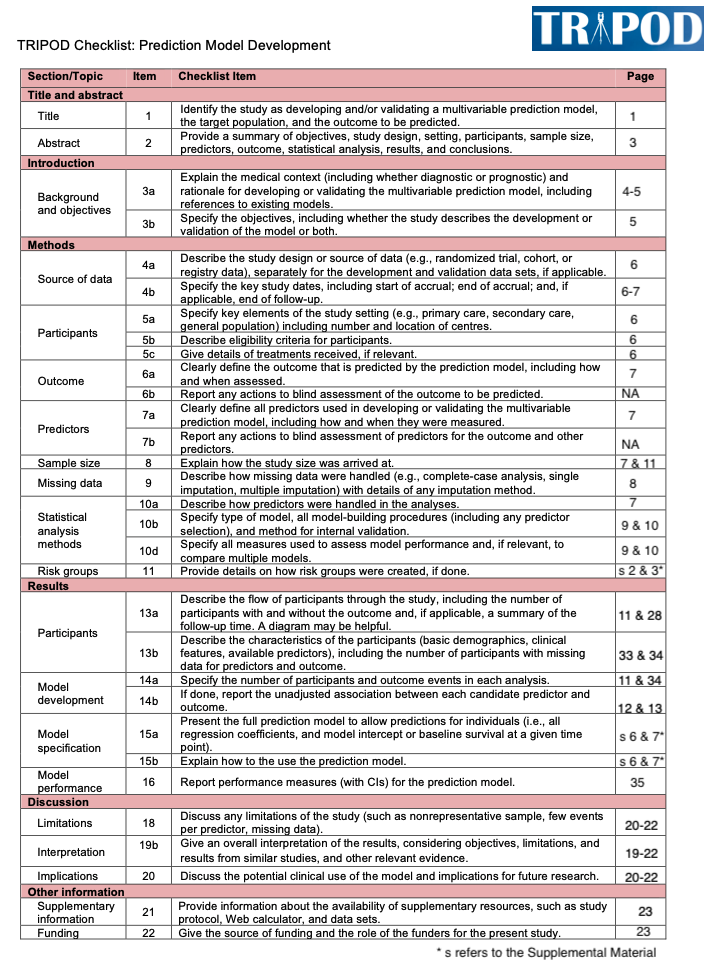 TRIPOD
TRIPOD Checklist: Prediction Model Development
Section/Topic Item Checklist Item Page
Title and abstract
Title 1 Identify the study as developing and/or validating a multivariable prediction model,
the target population, and the outcome to be predicted. 1
Abstract 2 Provide a summary of objectives, study design, setting, participants, sample size,
predictors, outcome, statistical analysis, results, and conclusions. 3
Introduction
Background
and objectives
3a Explain the medical context (including whether diagnostic or prognostic) and
rationale for developing or validating the multivariable prediction model, including
references to existing models. 4-5
3b Specify the objectives, including whether the study describes the development or
validation of the model or both. 5
Methods
Source of data
4a Describe the study design or source of data (e.g., randomized trial, cohort, or
registry data), separately for the development and validation data sets, if applicable. 6
4b Specify the key study dates, including start of accrual; end of accrual; and, if
applicable, end of follow-up. 6-7
Participants
5a Specify key elements of the study setting (e.g., primary care, secondary care,
general population) including number and location of centres. 6
5b Describe eligibility criteria for participants. 6
5c Give details of treatments received, if relevant. 6
Outcome
6a Clearly define the outcome that is predicted by the prediction model, including how
and when assessed. 7
6b Report any actions to blind assessment of the outcome to be predicted. NA
Predictors
7a Clearly define all predictors used in developing or validating the multivariable
prediction model, including how and when they were measured. 7
7b Report any actions to blind assessment of predictors for the outcome and other
predictors. NA
Sample size 8 Explain how the study size was arrived at. 7 & 11
Missing data 9 Describe how missing data were handled (e.g., complete-case analysis, single
imputation, multiple imputation) with details of any imputation method. 8
Statistical
analysis
methods
10a Describe how predictors were handled in the analyses. 7
10b Specify type of model, all model-building procedures (including any predictor
selection), and method for internal validation. 9 & 10
10d Specify all measures used to assess model performance and, if relevant, to
compare multiple models. 9 & 10
Risk groups 11 Provide details on how risk groups were created, if done. s 2 & 3*
Results
Participants
13a Describe the flow of participants through the study, including the number of
participants with and without the outcome and, if applicable, a summary of the
follow-up time. A diagram may be helpful. 11 & 28
13b Describe the characteristics of the participants (basic demographics, clinical
features, available predictors), including the number of participants with missing
data for predictors and outcome. 33 & 34
Model
development
14a Specify the number of participants and outcome events in each analysis. 11 & 34
14b If done, report the unadjusted association between each candidate predictor and
outcome. 12 & 13
Model
specification
15a Present the full prediction model to allow predictions for individuals (i.e., all
regression coefficients, and model intercept or baseline survival at a given time
point). s 6 & 7*
15b Explain how to the use the prediction model. s 6 & 7*
Model
performance
16 Report performance measures (with CIs) for the prediction model. 35
Discussion
Limitations 18 Discuss any limitations of the study (such as nonrepresentative sample, few events
per predictor, missing data). 20-22
Interpretation 19b Give an overall interpretation of the results, considering objectives, limitations, and
results from similar studies, and other relevant evidence. 19-22
Implications 20 Discuss the potential clinical use of the model and implications for future research. 20-22
Other information
Supplementary
information
21 Provide information about the availability of supplementary resources, such as study
protocol, Web calculator, and data sets. 23
Funding 22 Give the source of funding and the role of the funders for the present study. 23
* s refers to the Supplemental Material